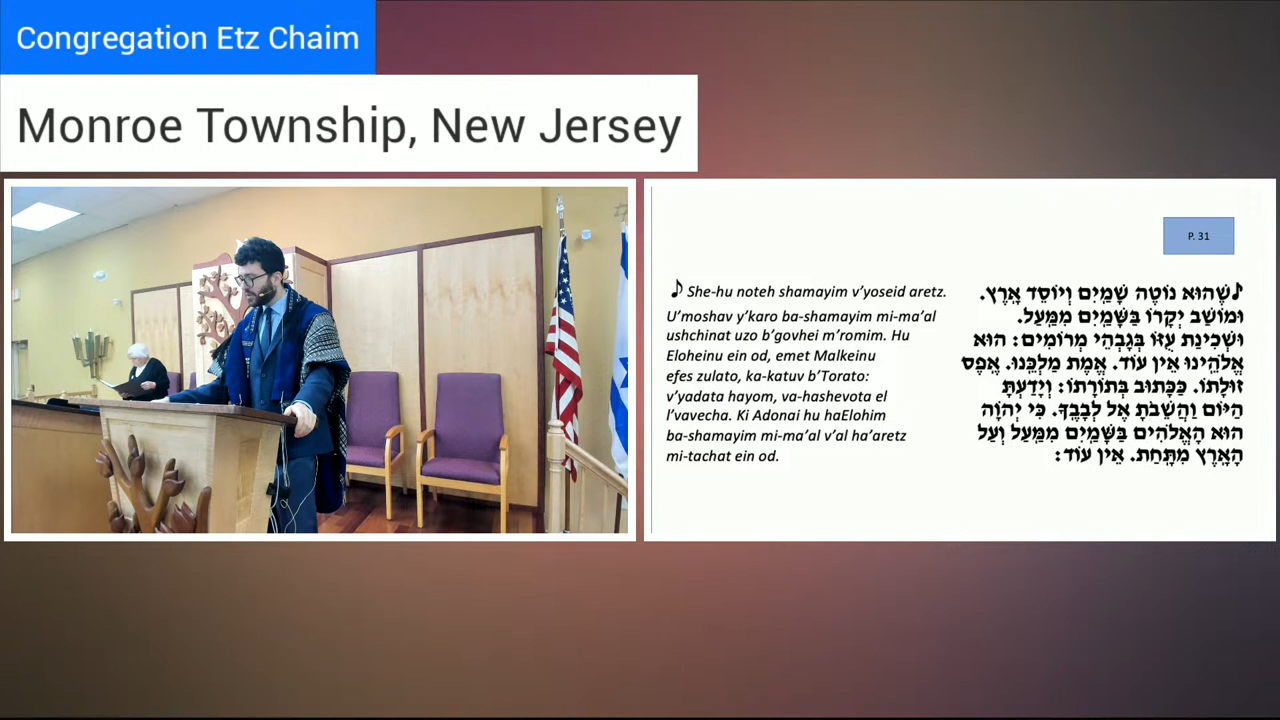 Congregation Etz Chaim
Monroe Township, New Jersey
P. 31
She-hu noteh shamayim v'yoseid aretz.
U'moshav y'karo ba-shamayim mi-ma'al
ushchinat uzo b'govhei m'romim. Hu
Eloheinu ein od, emet Malkeinu
efes zulato, ka-katuv b'Torato:
v'yadata hayom, va-hashevota el
l'vavecha. Ki Adonai hu haElohim
ba-shamayim mi-ma'al v'al ha'aretz
mi-tachat ein od.
שֶׁהוּא נוֹטֶה שָׁמַֽיִם וְיוֹסֵד אָֽרֶץ.
וּמוֹשַׁב יְקָרוֹ בַּשָּׁמַֽיִם מִמַּֽעַל.
וּשְׁכִינַת עֻזּוֹ בְּגָבְהֵי מְרוֹמִים: הוּא
אֱלֹהֵֽינוּ אֵין עוֹד. אֱמֶת מַלְכֵּֽנוּ. אֶֽפֶס
זוּלָתוֹ. כַּכָּתוּב בְּתוֹרָתוֹ: וְיָדַעְתָּ
הַיּוֹם וַהֲשֵׁבֹתָ אֶל לְבָבֶֽךָ. כִּי יְהֹוָה
הוּא הָאֱלֹהִים בַּשָּׁמַֽיִם מִמַּֽעַל וְעַל
הָאָֽרֶץ מִתָּֽחַת. אֵין עוֹד: